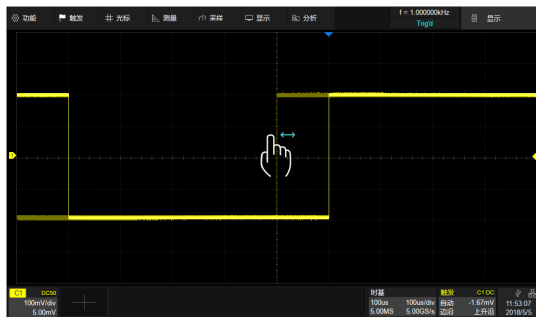 功能 触发 光标 测量 采样 显示 分析 f = 1.000000kHz Trig'd 显示
C1 DC50
100mV/div
5.00mV
时基
100us 100us/div
5.00MS 5.00GS/s
触发 C1 DC
自动 -1.67mV
边沿 上升沿
11:53:07
2018/5/5